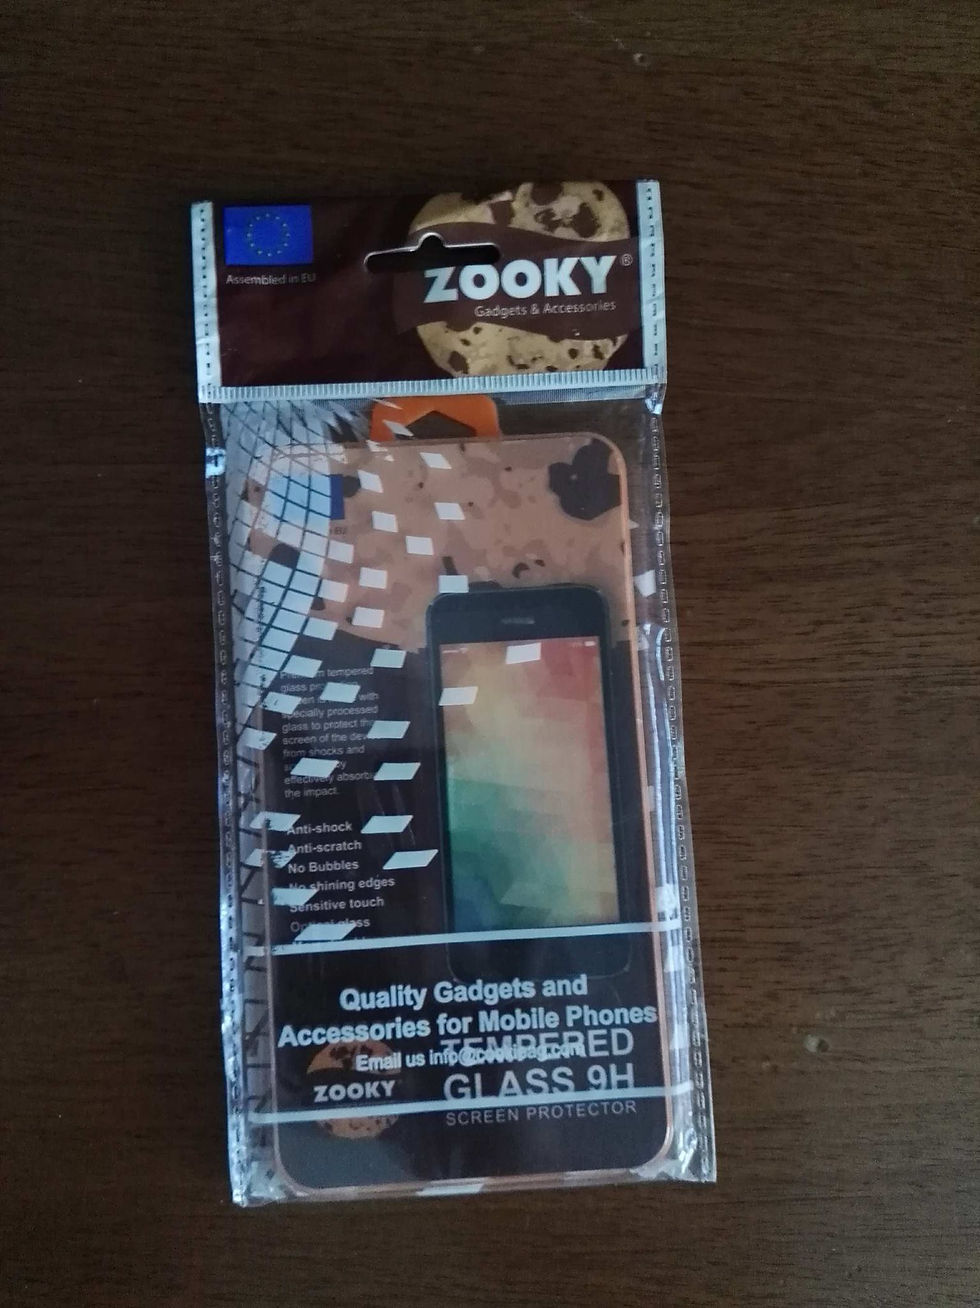 Assembled in EU
ZOOKY®
Gadgets & Accessories
tempered
glass
with
specially processed
glass to protect the
screen of the
from shocks and
by
effectively
the impact.
Anti-shock
Anti-scratch
No Bubbles
No shining edges
Sensitive touch
glass
Quality Gadgets and
Accessories for Mobile Phones
Email us
TEMPERED
ZOOKY
GLASS 9H
SCREEN PROTECTOR